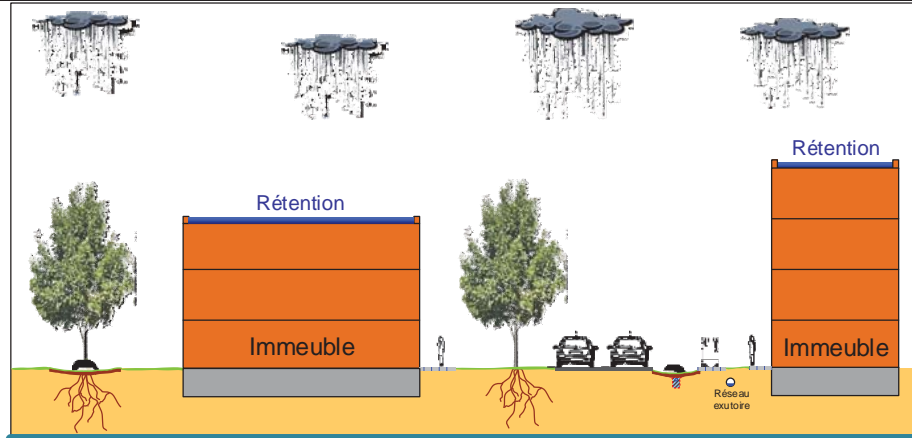 Rétention
Rétention
Immeuble
Immeuble
Réseau
exutoire